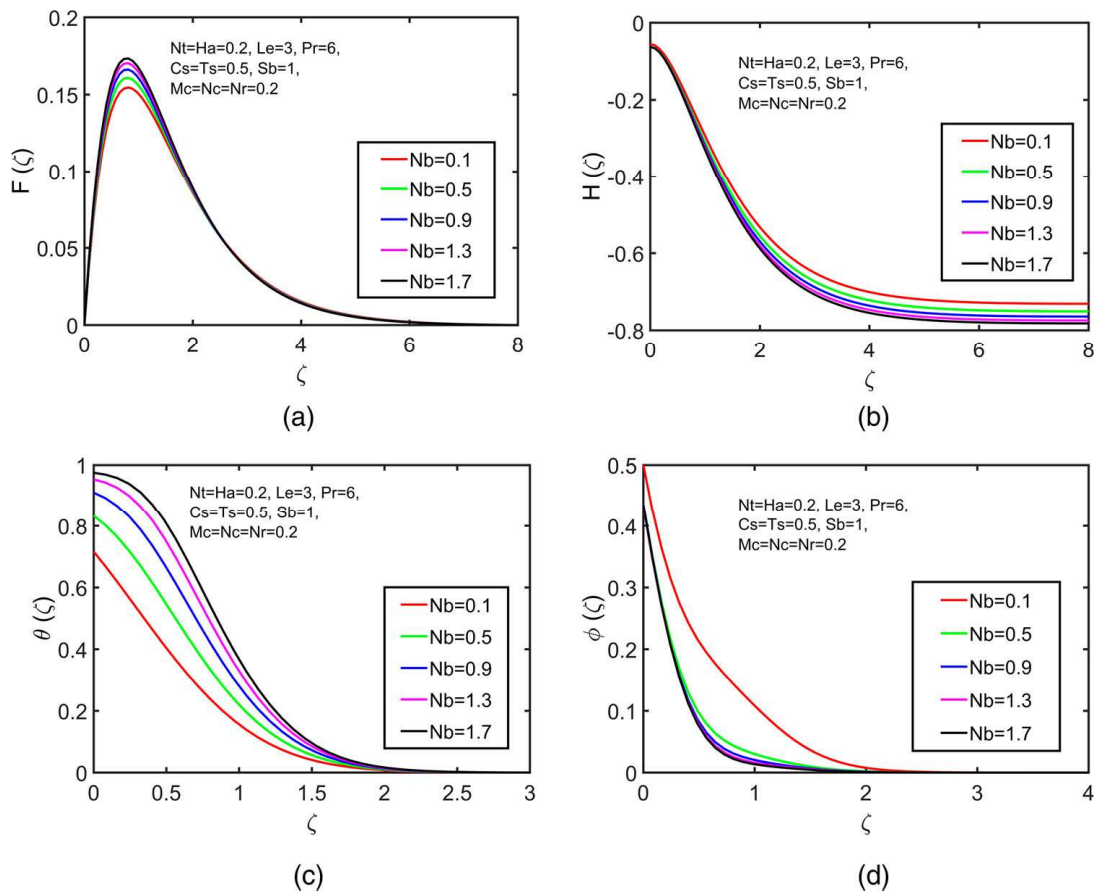 0.2
0.15
0.1
0.05
0
F (ζ)
Nt=Ha=0.2, Le=3, Pr=6,
Cs=Ts=0.5, Sb=1,
Mc=Nc=Nr=0.2
Nb=0.1
Nb=0.5
Nb=0.9
Nb=1.3
Nb=1.7
0 2 4 6 8
ζ
(a)
0
-0.2
-0.4
-0.6
-0.8
H (ζ)
Nt=Ha=0.2, Le=3, Pr=6,
Cs=Ts=0.5, Sb=1,
Mc=Nc=Nr=0.2
Nb=0.1
Nb=0.5
Nb=0.9
Nb=1.3
Nb=1.7
0 2 4 6 8
ζ
(b)
1
0.8
0.6
0.4
0.2
0
θ (ζ)
Nt=Ha=0.2, Le=3, Pr=6,
Cs=Ts=0.5, Sb=1,
Mc=Nc=Nr=0.2
Nb=0.1
Nb=0.5
Nb=0.9
Nb=1.3
Nb=1.7
0 0.5 1 1.5 2 2.5 3
ζ
(c)
0.5
0.4
0.3
0.2
0.1
0
ϕ (ζ)
Nt=Ha=0.2, Le=3, Pr=6,
Cs=Ts=0.5, Sb=1,
Mc=Nc=Nr=0.2
Nb=0.1
Nb=0.5
Nb=0.9
Nb=1.3
Nb=1.7
0 1 2 3 4
ζ
(d)